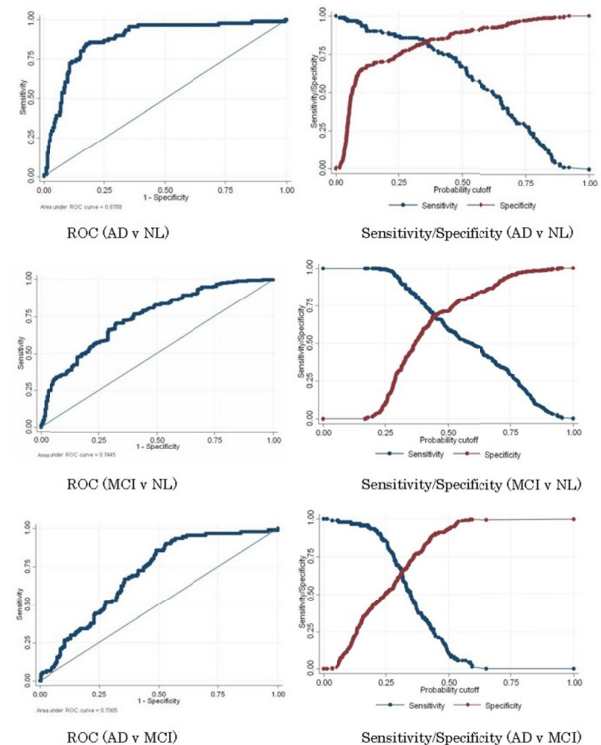 Sensitivity
1.00
0.75
0.50
0.25
0.00
0.00 0.25 0.50 0.75 1.00
1 - Specificity
Area under ROC curve = 0.8768
ROC (AD v NL)
Sensitivity/Specificity
1.00
0.75
0.50
0.25
0.00
0.00 0.25 0.50 0.75 1.00
Probability cutoff
Sensitivity Specificity
Sensitivity/Specificity (AD v NL)
Sensitivity
1.00
0.75
0.50
0.25
0.00
0.00 0.25 0.50 0.75 1.00
1 - Specificity
Area under ROC curve = 0.7445
ROC (MCI v NL)
Sensitivity/Specificity
1.00
0.75
0.50
0.25
0.00
0.00 0.25 0.50 0.75 1.00
Probability cutoff
Sensitivity Specificity
Sensitivity/Specificity (MCI v NL)
Sensitivity
1.00
0.75
0.50
0.25
0.00
0.00 0.25 0.50 0.75 1.00
1 - Specificity
Area under ROC curve = 0.7005
ROC (AD v MCI)
Sensitivity/Specificity
1.00
0.75
0.50
0.25
0.00
0.00 0.25 0.50 0.75 1.00
Probability cutoff
Sensitivity Specificity
Sensitivity/Specificity (AD v MCI)